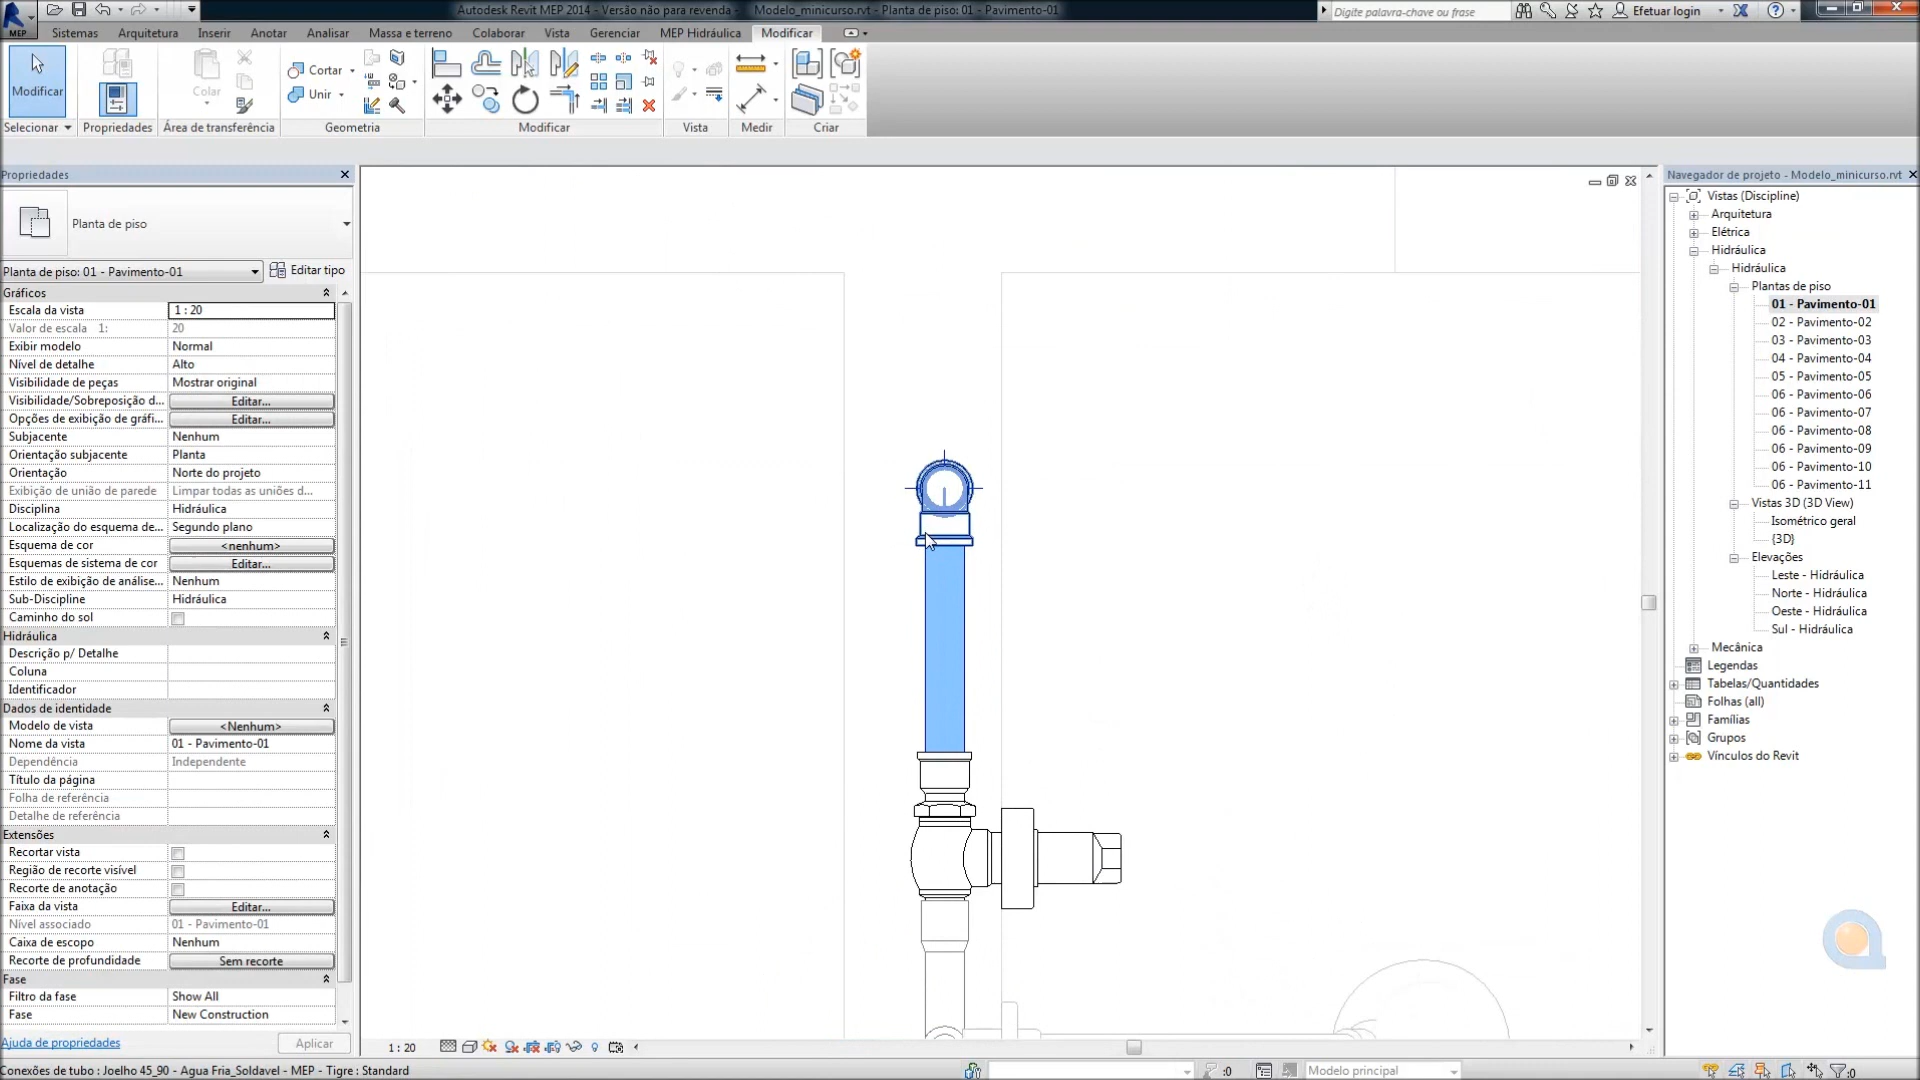 Autodesk Revit MEP 2014 - Versão não para revenda - Modelo_minicurso.rvt - Planta de piso: 01 - Pavimento-01
Digite palavra-chave ou frase
Efetuar login
MEP
Sistemas
Arquitetura
Inserir
Anotar
Analisar
Massa e terreno
Colaborar
Vista
Gerenciar
MEP Hidráulica
Modificar
Modificar
Colar
Cortar
Unir
Selecionar
Propriedades
Área de transferência
Geometria
Modificar
Vista
Medir
Criar
Propriedades
Planta de piso
Planta de piso: 01 - Pavimento-01
Editar tipo
Gráficos
Escala da vista 1 : 20
Valor de escala 1: 20
Exibir modelo Normal
Nível de detalhe Alto
Visibilidade de peças Mostrar original
Visibilidade/Sobreposição d... Editar...
Opções de exibição de gráfi... Editar...
Subjacente Nenhum
Orientação subjacente Planta
Orientação Norte do projeto
Exibição de união de parede Limpar todas as uniões d...
Disciplina Hidráulica
Localização do esquema de... Segundo plano
Esquema de cor <nenhum>
Esquemas de sistema de cor Editar...
Estilo de exibição de análise... Nenhum
Sub-Discipline Hidráulica
Caminho do sol
Hidráulica
Descrição p/ Detalhe
Coluna
Identificador
Dados de identidade
Modelo de vista <Nenhum>
Nome da vista 01 - Pavimento-01
Dependência Independente
Título da página
Folha de referência
Detalhe de referência
Extensões
Recortar vista
Região de recorte visível
Recorte de anotação
Faixa da vista Editar...
Nível associado 01 - Pavimento-01
Caixa de escopo Nenhum
Recorte de profundidade Sem recorte
Fase
Filtro da fase Show All
Fase New Construction
Ajuda de propriedades
Aplicar
1 : 20
Navegador de projeto - Modelo_minicurso.rvt
Vistas (Discipline)
Arquitetura
Elétrica
Hidráulica
Hidráulica
Plantas de piso
01 - Pavimento-01
02 - Pavimento-02
03 - Pavimento-03
04 - Pavimento-04
05 - Pavimento-05
06 - Pavimento-06
06 - Pavimento-07
06 - Pavimento-08
06 - Pavimento-09
06 - Pavimento-10
06 - Pavimento-11
Vistas 3D (3D View)
Isométrico geral
{3D}
Elevações
Leste - Hidráulica
Norte - Hidráulica
Oeste - Hidráulica
Sul - Hidráulica
Mecânica
Legendas
Tabelas/Quantidades
Folhas (all)
Famílias
Grupos
Vínculos do Revit
Conexões de tubo : Joelho 45_90 - Agua Fria_Soldavel - MEP - Tigre : Standard
:0
Modelo principal
:0